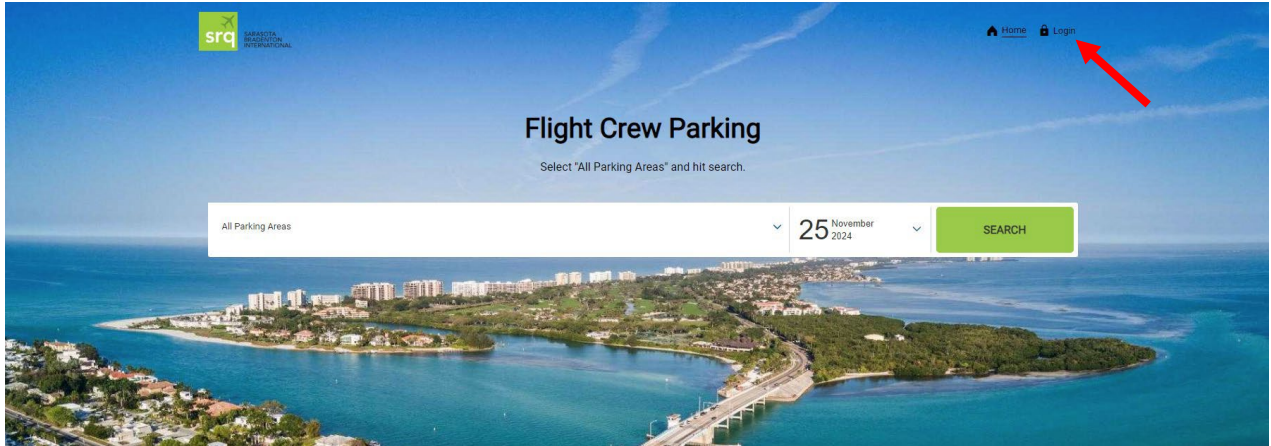 srq
SARASOTA
BRADENTON
INTERNATIONAL
Home Login
Flight Crew Parking
Select "All Parking Areas" and hit search.
All Parking Areas
25 November
2024
SEARCH